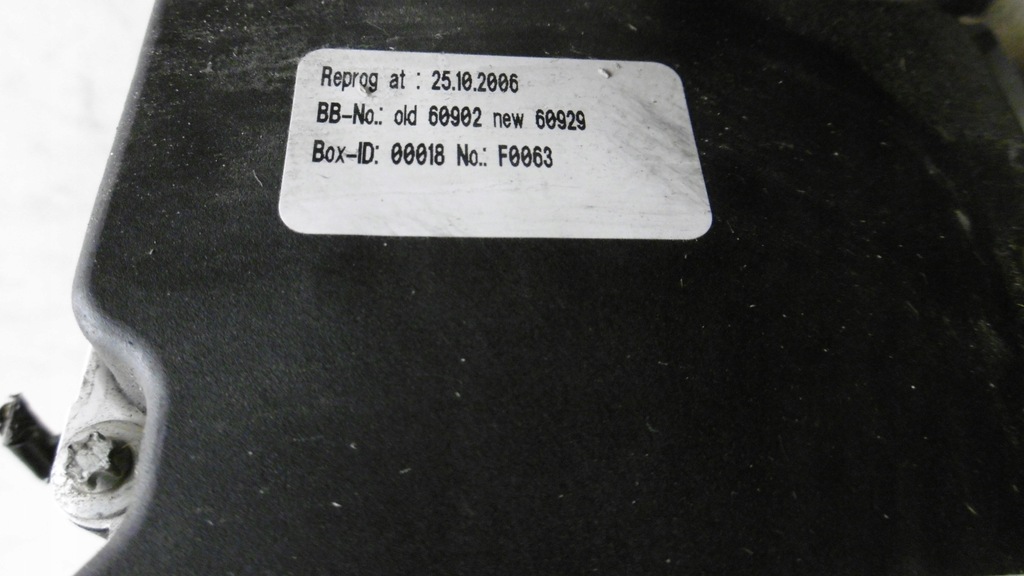 Reprog at : 25.10.2006
BB-No.: old 60902 new 60929
Box-ID: 00018 No.: F0063